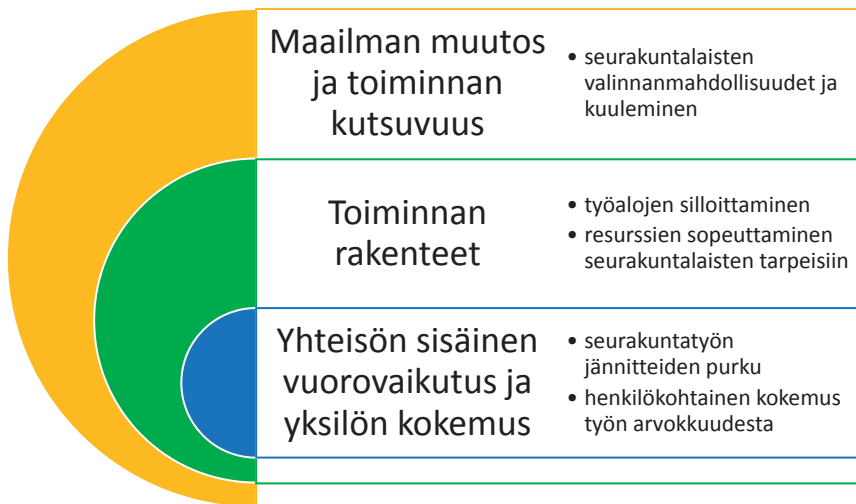 Maailman muutos
ja toiminnan
kutsuvuus
• seurakuntalaisten
valinnanmahdollisuudet ja
kuuleminen
Toiminnan
rakenteet
• työalojen silloittaminen
• resurssien sopeuttaminen
seurakuntalaisten tarpeisiin
Yhteisön sisäinen
vuorovaikutus ja
yksilön kokemus
• seurakuntatyön
jännitteiden purku
• henkilökohtainen kokemus
työn arvokkuudesta